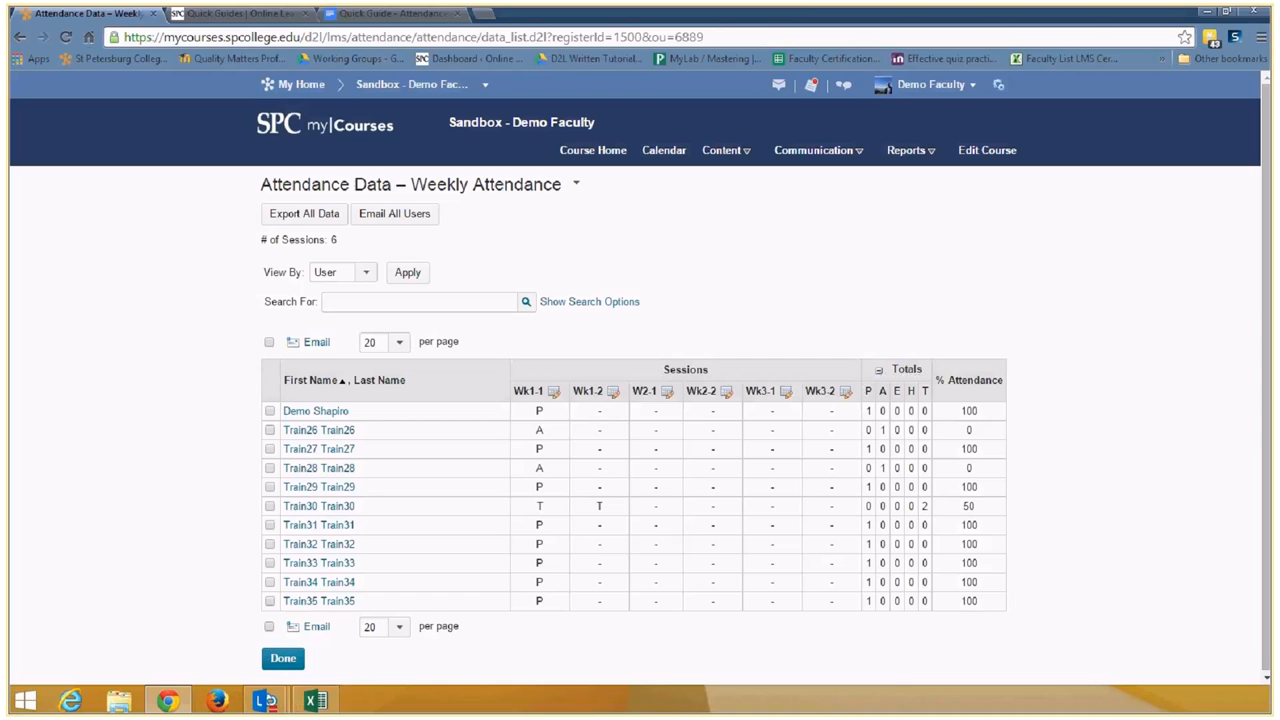 Attendance Data – Weekly
Quick Guides | Online Le
Quick Guide - Attendance
https://mycourses.spcollege.edu/d2l/lms/attendance/attendance/data_list.d2l?registerId=1500&ou=6889
43
Apps St Petersburg Colleg... Quality Matters Prof... Working Groups - G... SPC Dashboard - Online ... D2L Written Tutorial... MyLab / Mastering |... Faculty Certification... Effective quiz practi... Faculty List LMS Cer... » Other bookmarks
My Home Sandbox - Demo Fac... Demo Faculty
SPC my|Courses Sandbox - Demo Faculty
Course Home Calendar Content Communication Reports Edit Course
Attendance Data – Weekly Attendance
Export All Data Email All Users
# of Sessions: 6
View By: User Apply
Search For: Show Search Options
Email 20 per page
First Name , Last Name Sessions Totals % Attendance
Wk1-1 Wk1-2 W2-1 Wk2-2 Wk3-1 Wk3-2 P A E H T
Demo Shapiro P - - - - - 1 0 0 0 0 100
Train26 Train26 A - - - - - 0 1 0 0 0 0
Train27 Train27 P - - - - - 1 0 0 0 0 100
Train28 Train28 A - - - - - 0 1 0 0 0 0
Train29 Train29 P - - - - - 1 0 0 0 0 100
Train30 Train30 T T - - - - 0 0 0 0 2 50
Train31 Train31 P - - - - - 1 0 0 0 0 100
Train32 Train32 P - - - - - 1 0 0 0 0 100
Train33 Train33 P - - - - - 1 0 0 0 0 100
Train34 Train34 P - - - - - 1 0 0 0 0 100
Train35 Train35 P - - - - - 1 0 0 0 0 100
Email 20 per page
Done